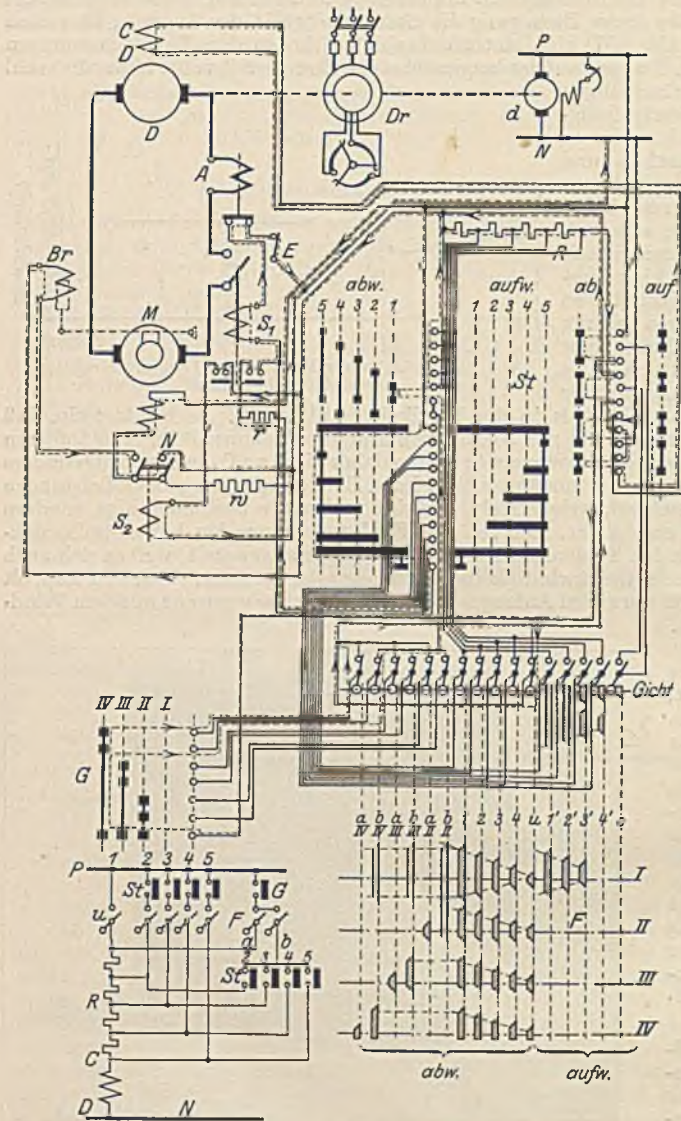 C
D
D
Dr
P
d
N
A
Br
E
M
S1
abw.
aufw.
R
ab
auf
5 4 3 2 1
1 2 3 4 5
St
r
N
w
S2
Gicht
IV III II I
G
a b a b a b 1 2 3 4 u 1' 2' 3' 4'
IV IV III III II II
P
1 2 3 4 5
St
G
u
F
a b
2 3 4 5
St
R
C
D
N
I
II
F
III
IV
abw.
aufw.